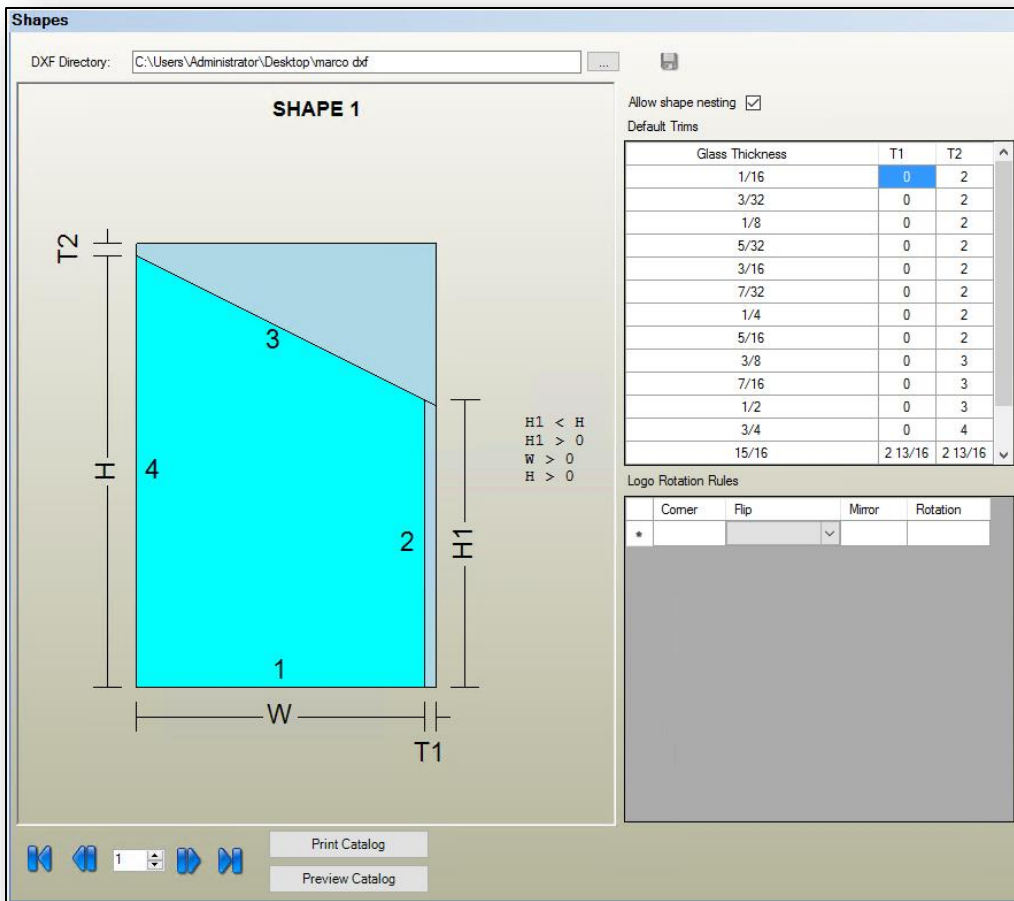 Shapes
DXF Directory: C:\Users\Administrator\Desktop\marco dxf ...
SHAPE 1
T2
3
H
4
2
H1
1
W
T1
H1 < H
H1 > 0
W > 0
H > 0
Allow shape nesting
Default Trims
Glass Thickness T1 T2
1/16 0 2
3/32 0 2
1/8 0 2
5/32 0 2
3/16 0 2
7/32 0 2
1/4 0 2
5/16 0 2
3/8 0 3
7/16 0 3
1/2 0 3
3/4 0 4
15/16 2 13/16 2 13/16
Logo Rotation Rules
Corner Flip Mirror Rotation
*
1
Print Catalog
Preview Catalog